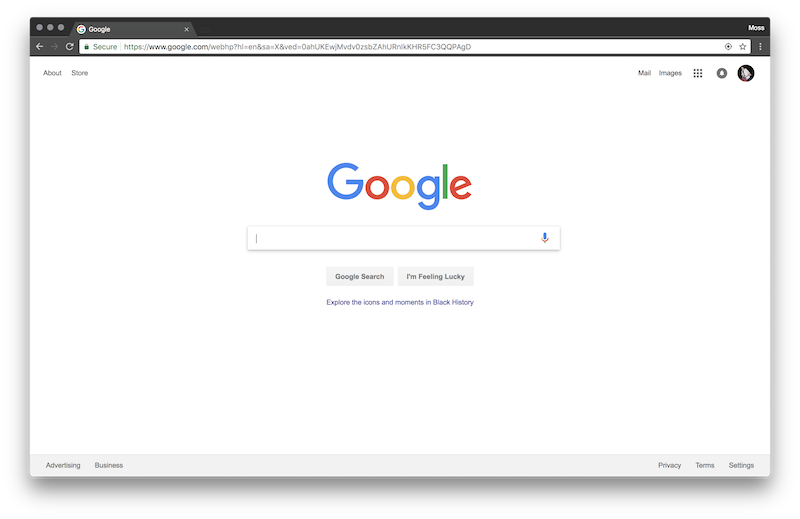 Google
Moss
Secure https://www.google.com/webhp?hl=en&sa=X&ved=0ahUKEwjMvdv0zsbZAhURnlkKHR5FC3QQPAgD
About Store
Mail Images
Google
Google Search I'm Feeling Lucky
Explore the icons and moments in Black History
Advertising Business
Privacy Terms Settings